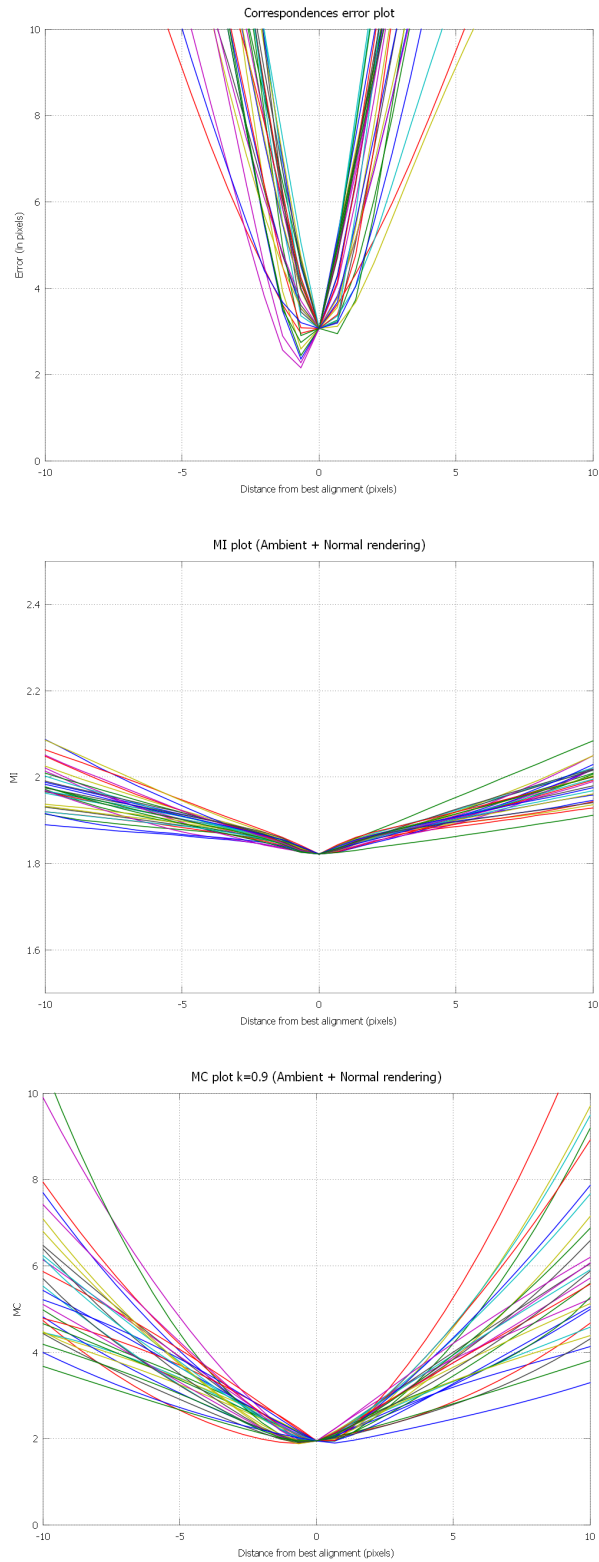 Correspondences error plot
10
8
6
4
2
0
Error (in pixels)
-10 -5 0 5 10
Distance from best alignment (pixels)
MI plot (Ambient + Normal rendering)
2.4
2.2
2
1.8
1.6
MI
-10 -5 0 5 10
Distance from best alignment (pixels)
MC plot k=0.9 (Ambient + Normal rendering)
10
8
6
4
2
0
MC
-10 -5 0 5 10
Distance from best alignment (pixels)